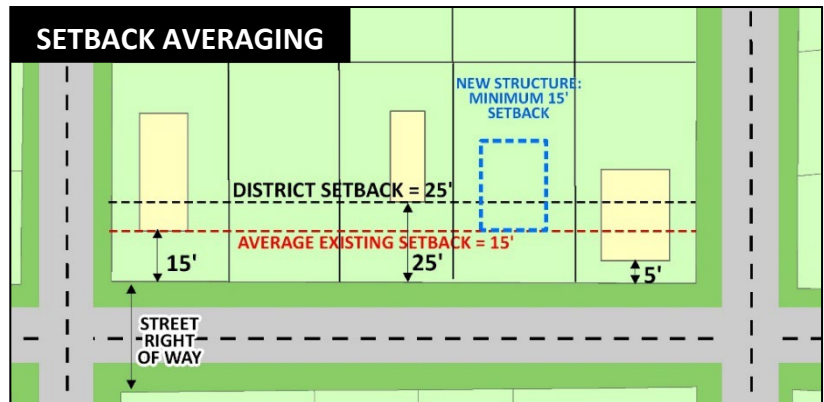 SETBACK AVERAGING
NEW STRUCTURE:
MINIMUM 15'
SETBACK
DISTRICT SETBACK = 25'
AVERAGE EXISTING SETBACK = 15'
15'
25'
5'
STREET
RIGHT
OF WAY